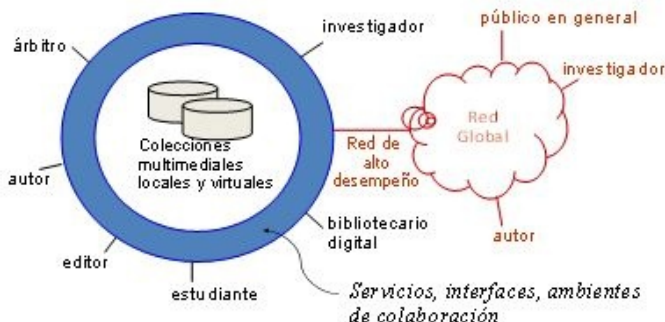 público en general
investigador
árbitro
investigador
Red
Global
Colecciones
multimediales
locales y virtuales
Red de
alto
desempeño
autor
bibliotecario
digital
autor
editor
estudiante
Servicios, interfaces, ambientes
de colaboración